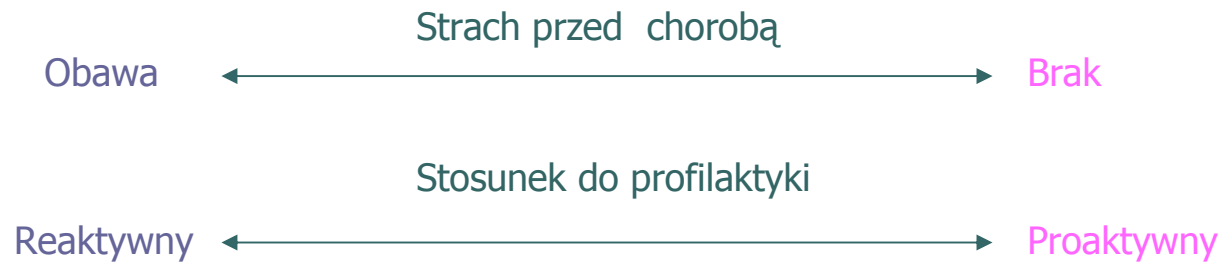 Strach przed chorobą
Obawa Brak
Stosunek do profilaktyki
Reaktywny Proaktywny